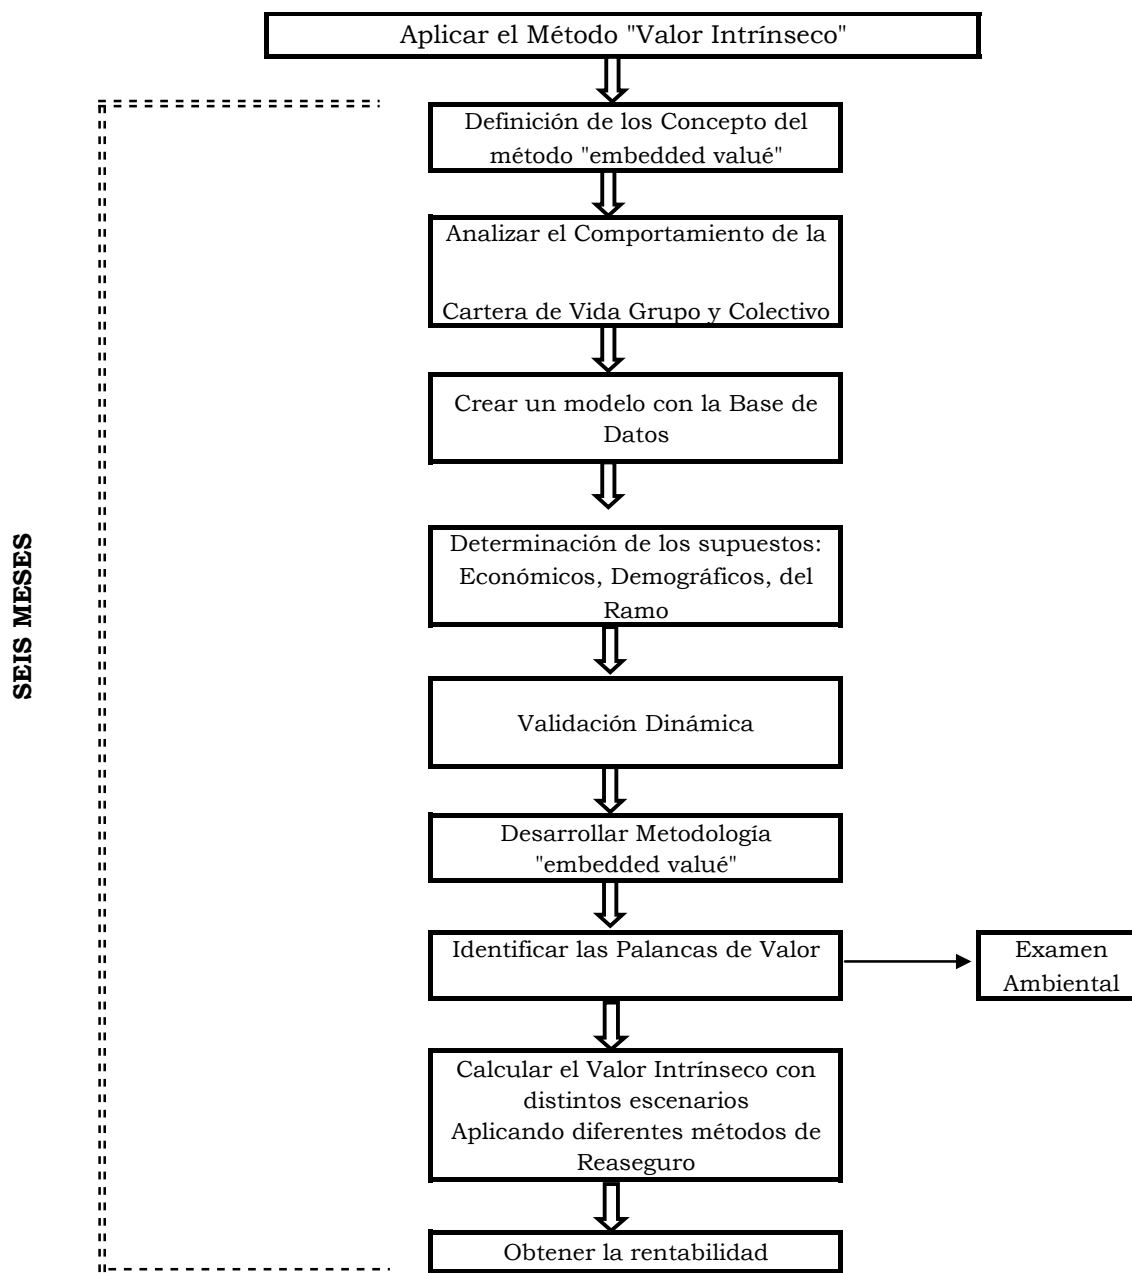 Aplicar el Método "Valor Intrínseco"
Definición de los Concepto del
método "embedded valué"
Analizar el Comportamiento de la
Cartera de Vida Grupo y Colectivo
Crear un modelo con la Base de
Datos
SEIS MESES
Determinación de los supuestos:
Económicos, Demográficos, del
Ramo
Validación Dinámica
Desarrollar Metodología
"embedded valué"
Identificar las Palancas de Valor
Examen
Ambiental
Calcular el Valor Intrínseco con
distintos escenarios
Aplicando diferentes métodos de
Reaseguro
Obtener la rentabilidad